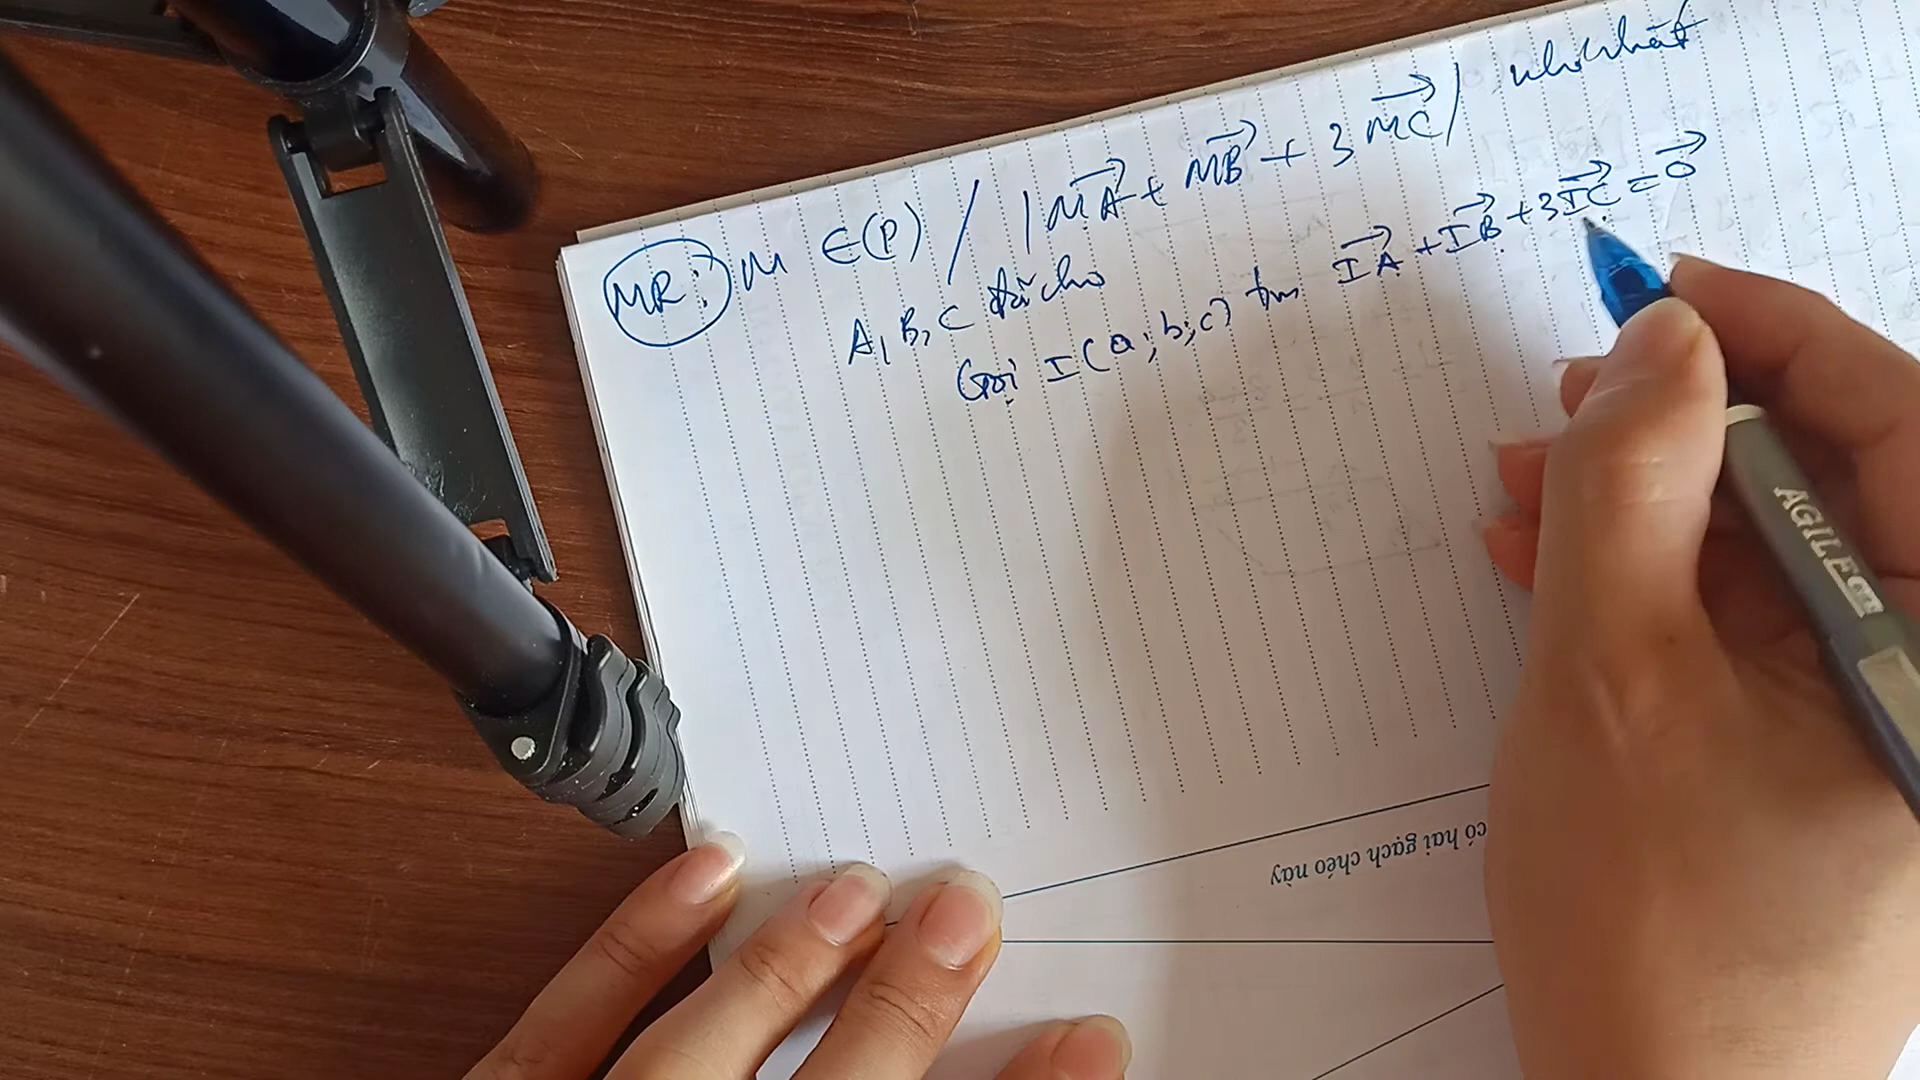 MR: M ∈ (P) / |MA→ + MB→ + 3MC→| nhỏ nhất
A, B, C đã cho
Gọi I(a; b; c) tm IA→ + IB→ + 3IC→ = 0→
có hai gạch chéo này
AGILE